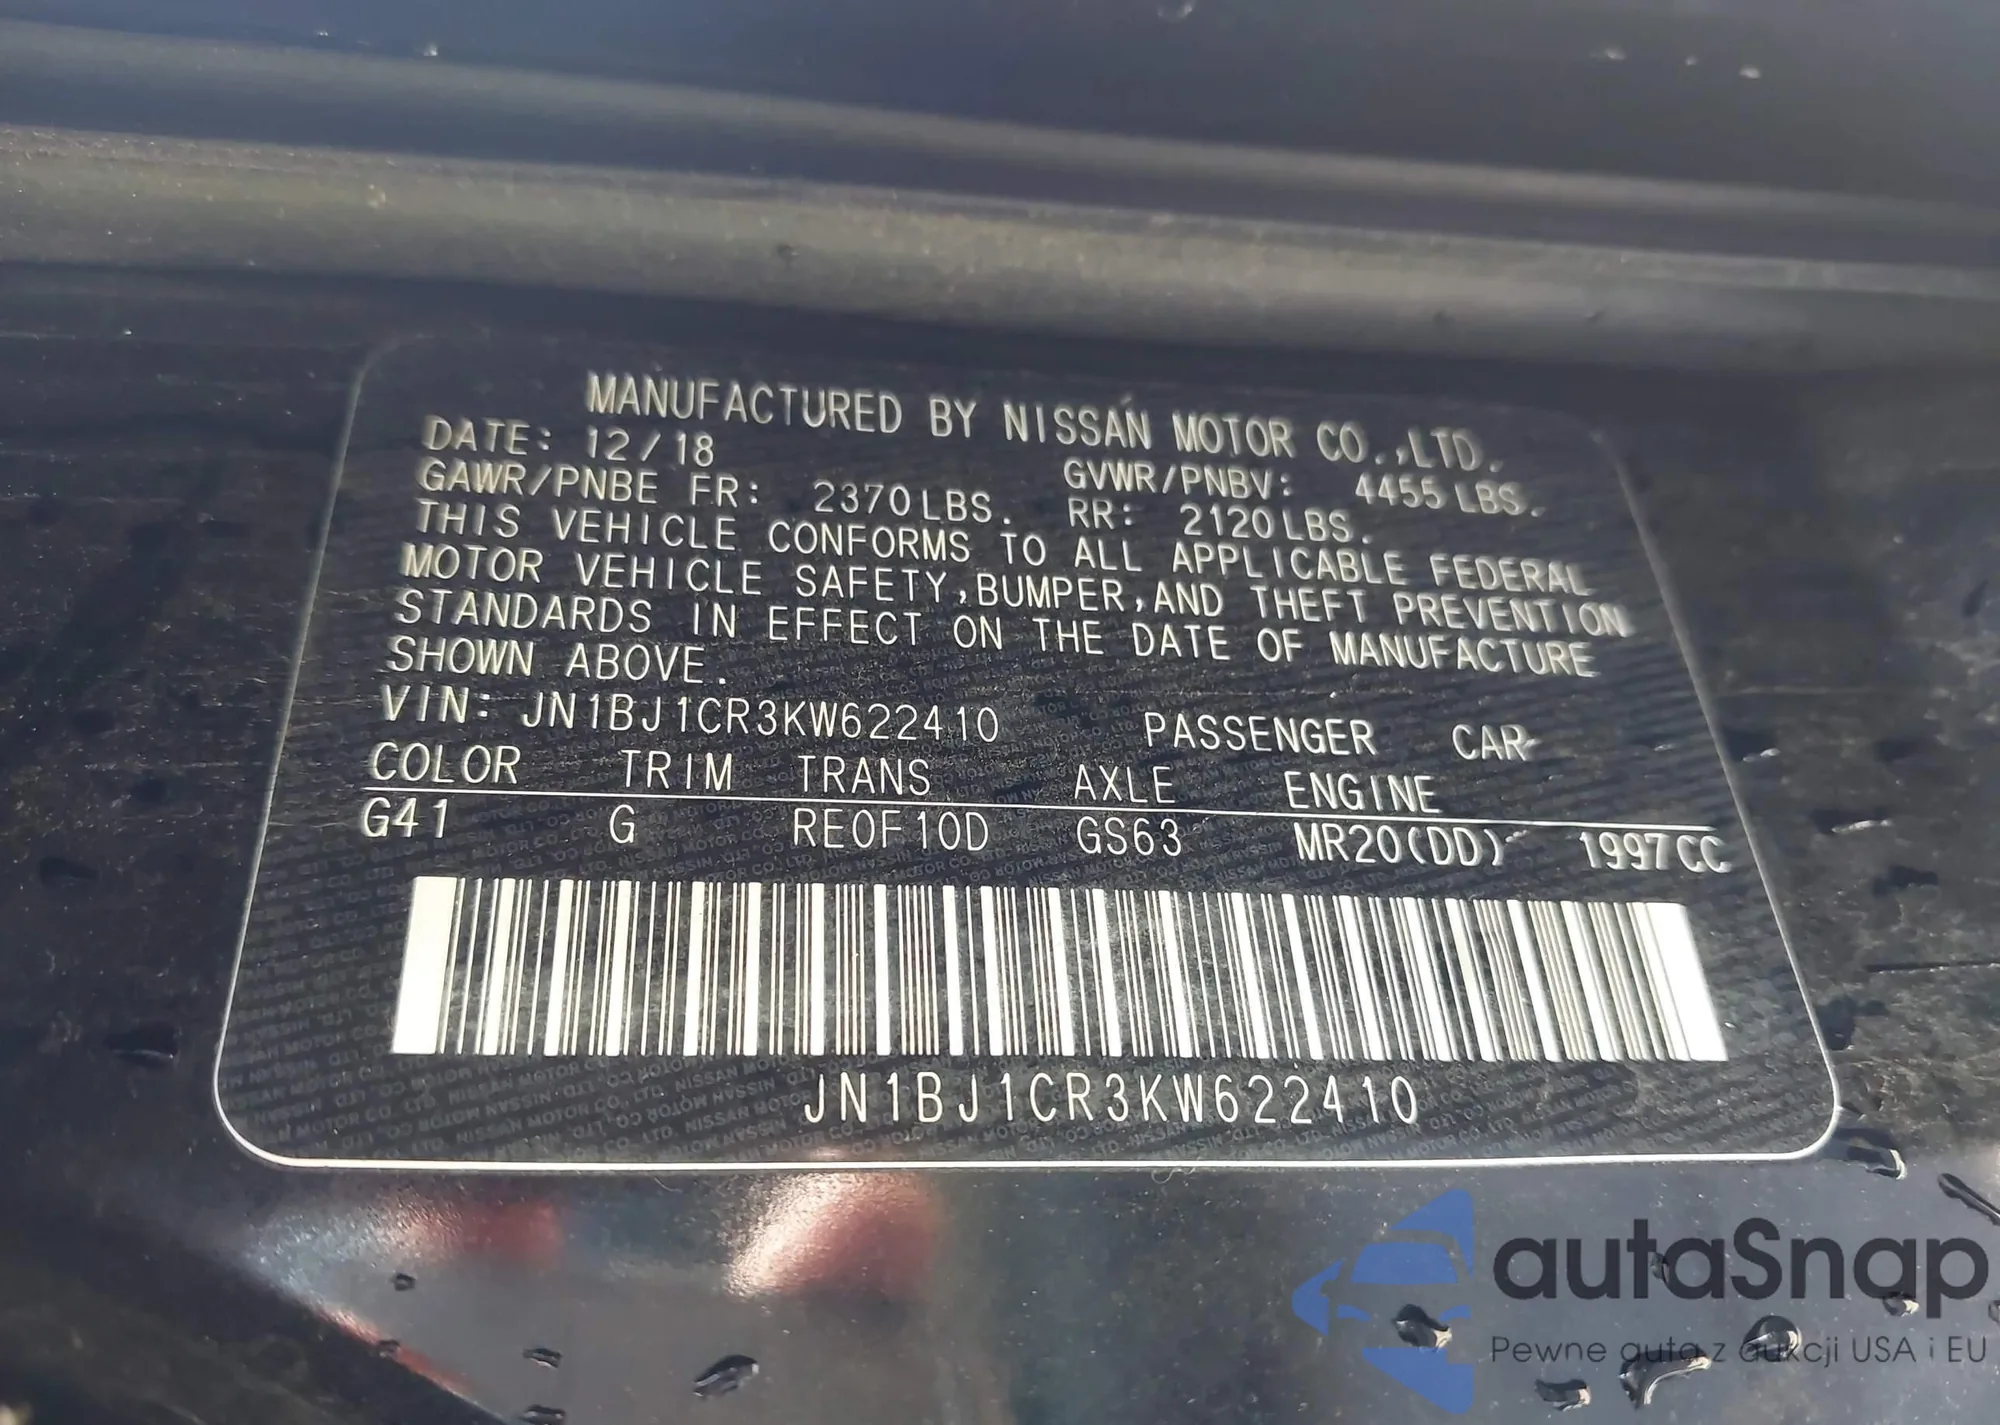 MANUFACTURED BY NISSAN MOTOR CO.,LTD.
DATE: 12/18 GVWR/PNBV: 4455 LBS.
GAWR/PNBE FR: 2370LBS. RR: 2120LBS.
THIS VEHICLE CONFORMS TO ALL APPLICABLE FEDERAL
MOTOR VEHICLE SAFETY,BUMPER,AND THEFT PREVENTION
STANDARDS IN EFFECT ON THE DATE OF MANUFACTURE
SHOWN ABOVE.
VIN: JN1BJ1CR3KW622410 PASSENGER CAR
COLOR TRIM TRANS AXLE ENGINE
G41 G RE0F10D GS63 MR20(DD) 1997CC
JN1BJ1CR3KW622410
autaSnap
Pewne auta z aukcji USA i EU